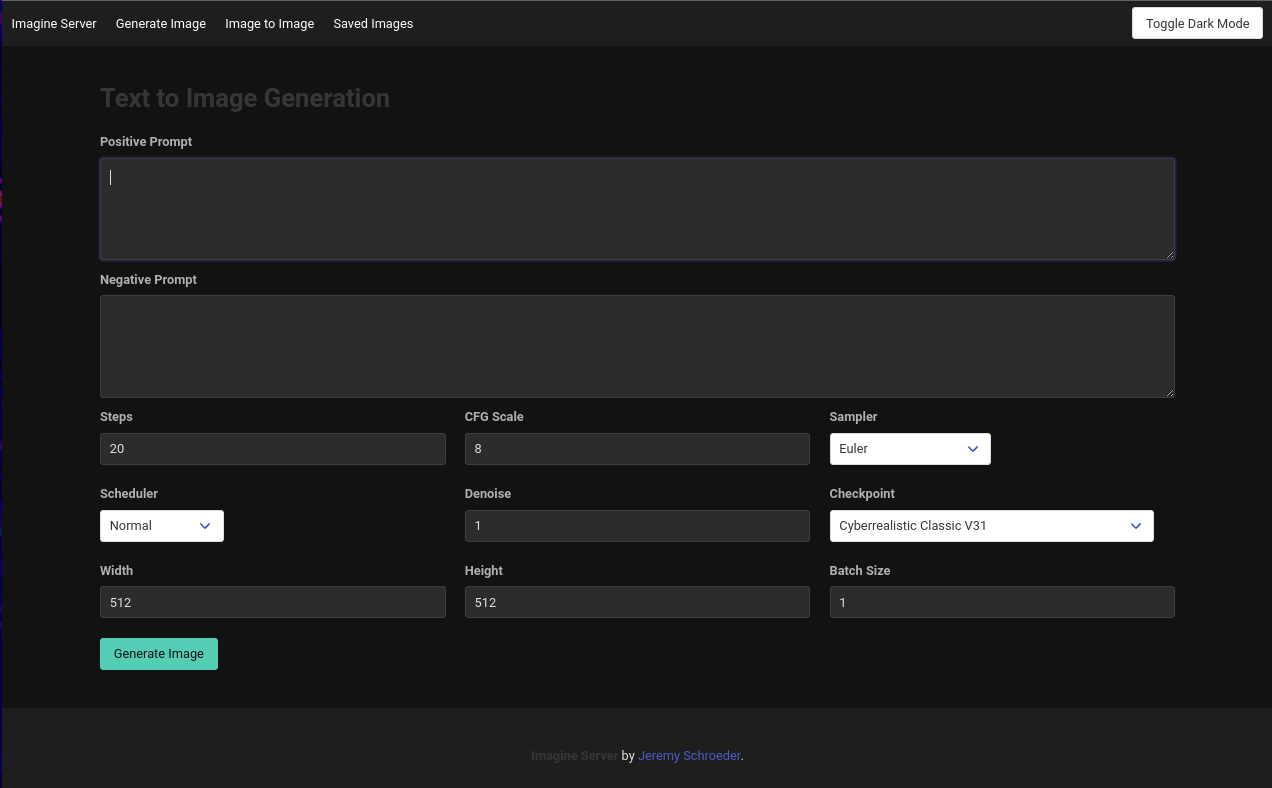 Imagine Server Generate Image Image to Image Saved Images Toggle Dark Mode
Text to Image Generation
Positive Prompt
Negative Prompt
Steps CFG Scale Sampler
20 8 Euler
Scheduler Denoise Checkpoint
Normal 1 Cyberrealistic Classic V31
Width Height Batch Size
512 512 1
Generate Image
Imagine Server by Jeremy Schroeder.